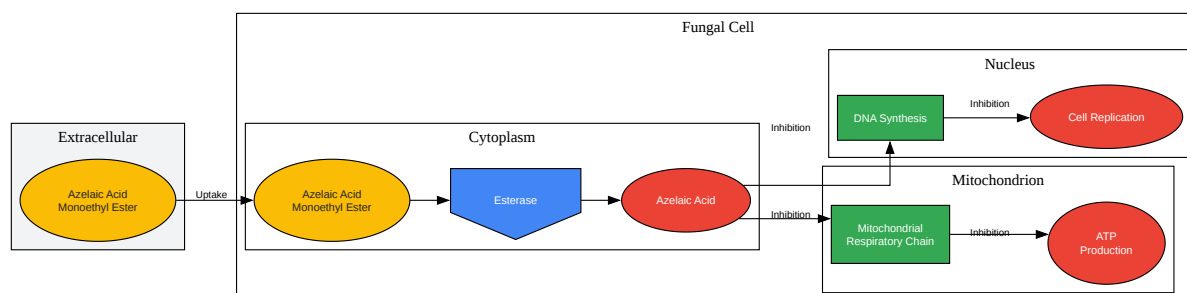 Fungal Cell
Extracellular
Azelaic Acid
Monoethyl Ester
Uptake
Cytoplasm
Azelaic Acid
Monoethyl Ester
Esterase
Azelaic Acid
Inhibition
Inhibition
Nucleus
DNA Synthesis
Inhibition
Cell Replication
Mitochondrion
Mitochondrial
Respiratory Chain
Inhibition
ATP
Production